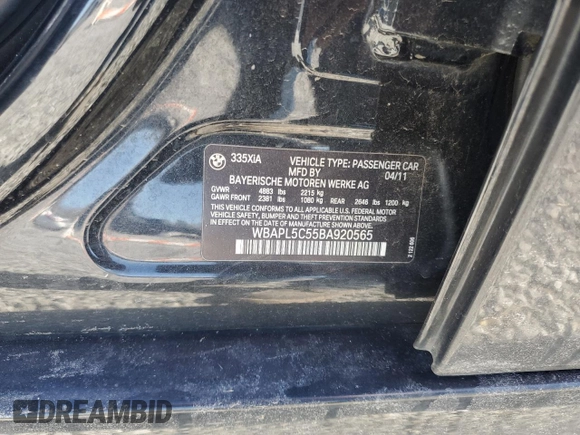 335XIA VEHICLE TYPE: PASSENGER CAR
MFD BY 04/11
BAYERISCHE MOTOREN WERKE AG
GVWR 4883 lbs 2215 kg
GAWR FRONT 2381 lbs 1080 kg REAR 2646 lbs 1200 kg
THIS VEHICLE CONFORMS TO ALL APPLICABLE U.S. FEDERAL MOTOR
VEHICLE SAFETY, BUMPER, AND THEFT PREVENTION STANDARDS
IN EFFECT ON THE DATE OF MANUFACTURE SHOWN ABOVE.
WBAPL5C55BA920565
DREAMBID